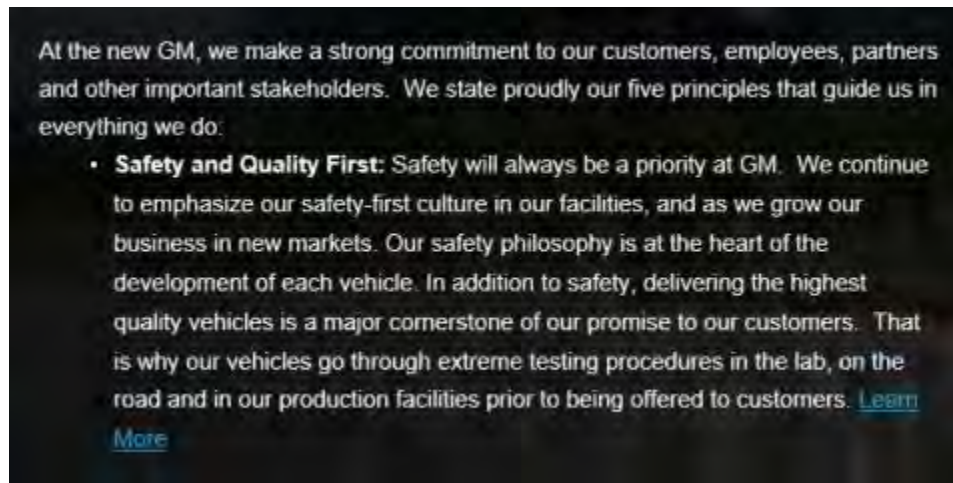 At the new GM, we make a strong commitment to our customers, employees, partners
and other important stakeholders.  We state proudly our five principles that guide us in
everything we do:
• Safety and Quality First: Safety will always be a priority at GM.  We continue
to emphasize our safety-first culture in our facilities, and as we grow our
business in new markets. Our safety philosophy is at the heart of the
development of each vehicle. In addition to safety, delivering the highest
quality vehicles is a major cornerstone of our promise to our customers.  That
is why our vehicles go through extreme testing procedures in the lab, on the
road and in our production facilities prior to being offered to customers. Learn
More